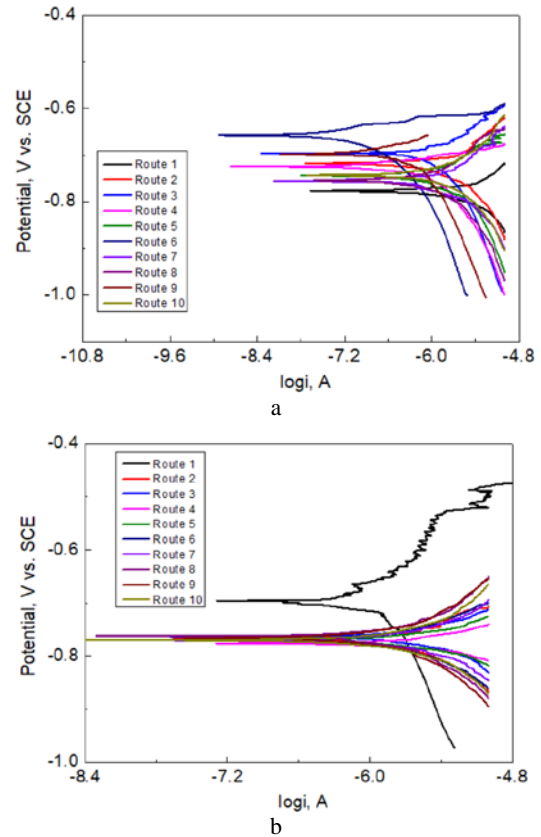 -0.4
-0.6
-0.8
-1.0
Potential, V vs. SCE
Route 1
Route 2
Route 3
Route 4
Route 5
Route 6
Route 7
Route 8
Route 9
Route 10
-10.8 -9.6 -8.4 -7.2 -6.0 -4.8
logi, A
a
-0.4
-0.6
-0.8
-1.0
Potential, V vs. SCE
Route 1
Route 2
Route 3
Route 4
Route 5
Route 6
Route 7
Route 8
Route 9
Route 10
-8.4 -7.2 -6.0 -4.8
logi, A
b